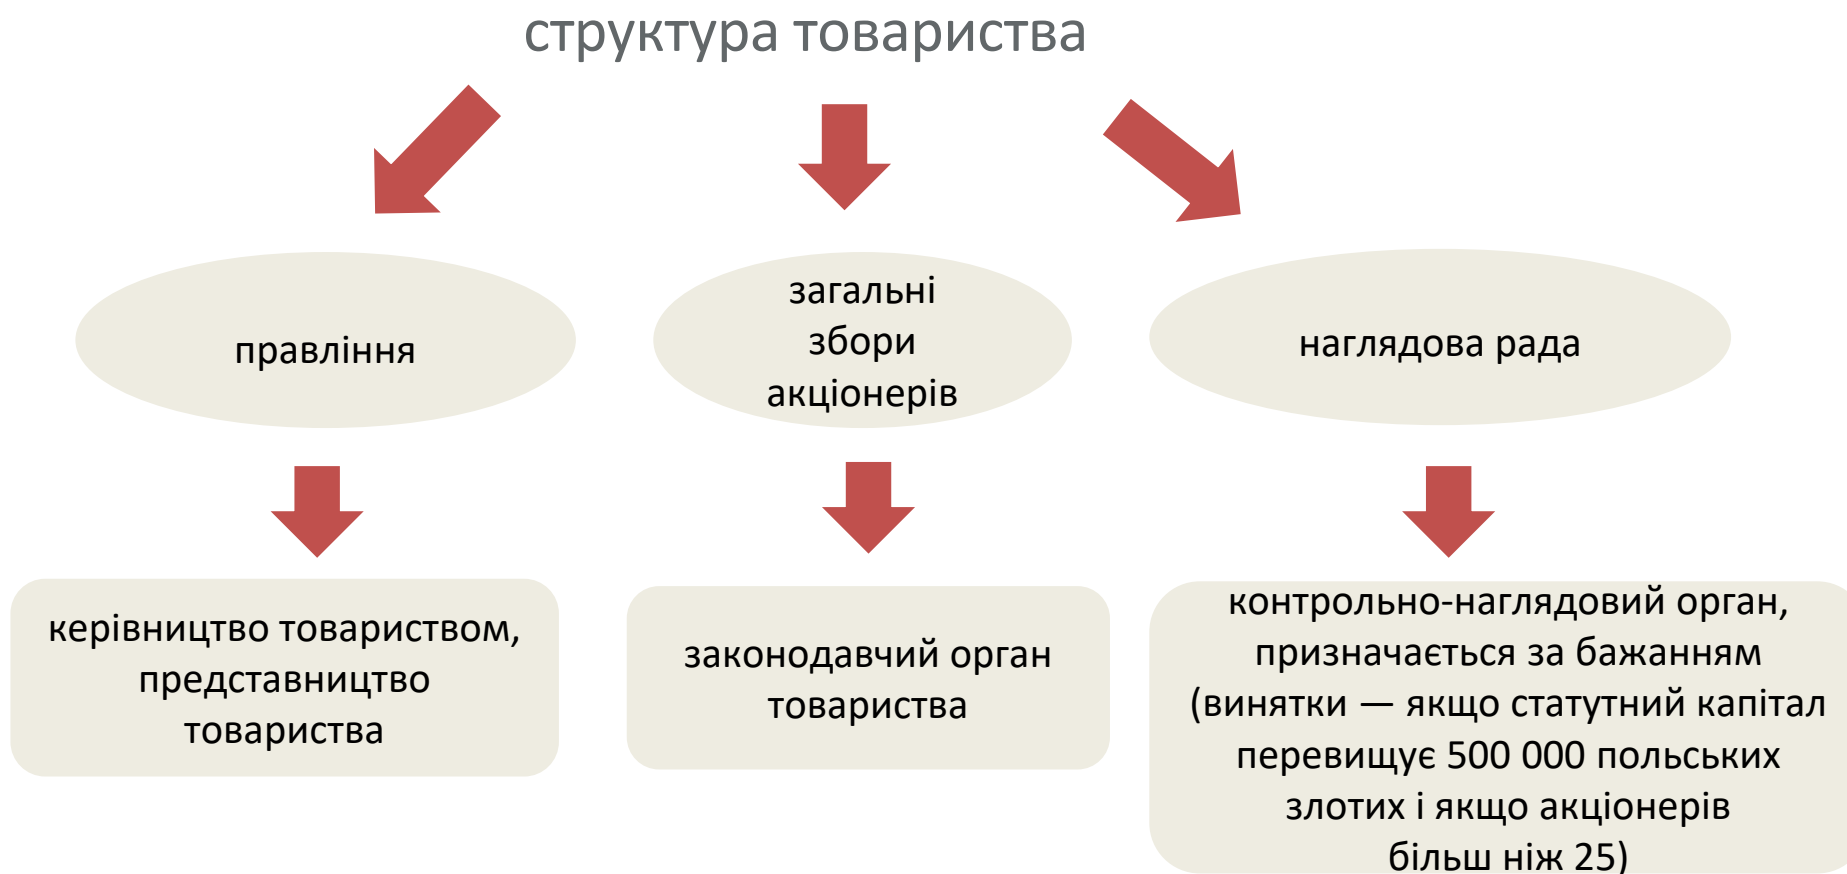 структура товариства
правління
загальні
збори
акціонерів
наглядова рада
керівництво товариством,
представництво
товариства
законодавчий орган
товариства
контрольно-наглядовий орган,
призначається за бажанням
(винятки — якщо статутний капітал
перевищує 500 000 польських
злотих і якщо акціонерів
більш ніж 25)